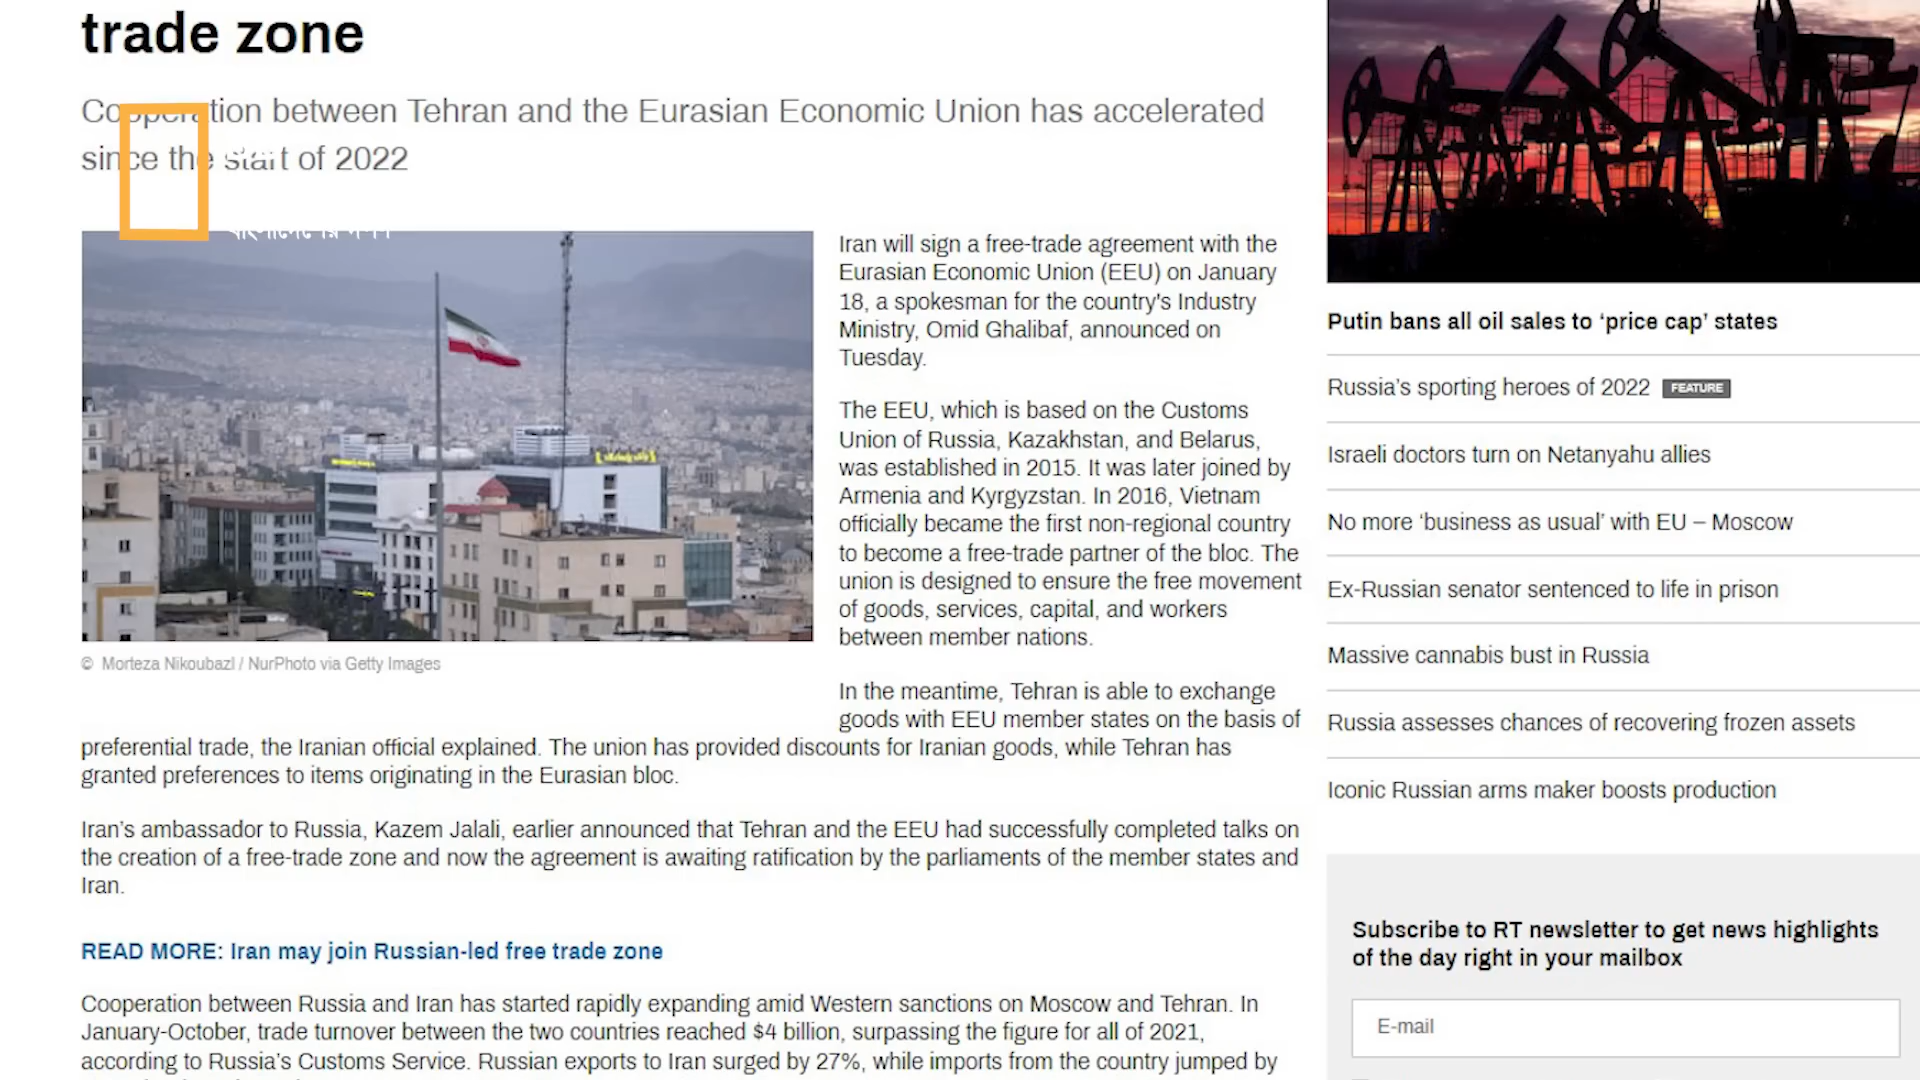 trade zone
Cooperation between Tehran and the Eurasian Economic Union has accelerated
since the start of 2022
Iran will sign a free-trade agreement with the
Eurasian Economic Union (EEU) on January
18, a spokesman for the country's Industry
Ministry, Omid Ghalibaf, announced on
Tuesday.
The EEU, which is based on the Customs
Union of Russia, Kazakhstan, and Belarus,
was established in 2015. It was later joined by
Armenia and Kyrgyzstan. In 2016, Vietnam
officially became the first non-regional country
to become a free-trade partner of the bloc. The
union is designed to ensure the free movement
of goods, services, capital, and workers
between member nations.
© Morteza Nikoubazl / NurPhoto via Getty Images
In the meantime, Tehran is able to exchange
goods with EEU member states on the basis of
preferential trade, the Iranian official explained. The union has provided discounts for Iranian goods, while Tehran has
granted preferences to items originating in the Eurasian bloc.
Iran’s ambassador to Russia, Kazem Jalali, earlier announced that Tehran and the EEU had successfully completed talks on
the creation of a free-trade zone and now the agreement is awaiting ratification by the parliaments of the member states and
Iran.
READ MORE: Iran may join Russian-led free trade zone
Cooperation between Russia and Iran has started rapidly expanding amid Western sanctions on Moscow and Tehran. In
January-October, trade turnover between the two countries reached $4 billion, surpassing the figure for all of 2021,
according to Russia’s Customs Service. Russian exports to Iran surged by 27%, while imports from the country jumped by
Putin bans all oil sales to ‘price cap’ states
Russia’s sporting heroes of 2022 FEATURE
Israeli doctors turn on Netanyahu allies
No more ‘business as usual’ with EU – Moscow
Ex-Russian senator sentenced to life in prison
Massive cannabis bust in Russia
Russia assesses chances of recovering frozen assets
Iconic Russian arms maker boosts production
Subscribe to RT newsletter to get news highlights
of the day right in your mailbox
E-mail